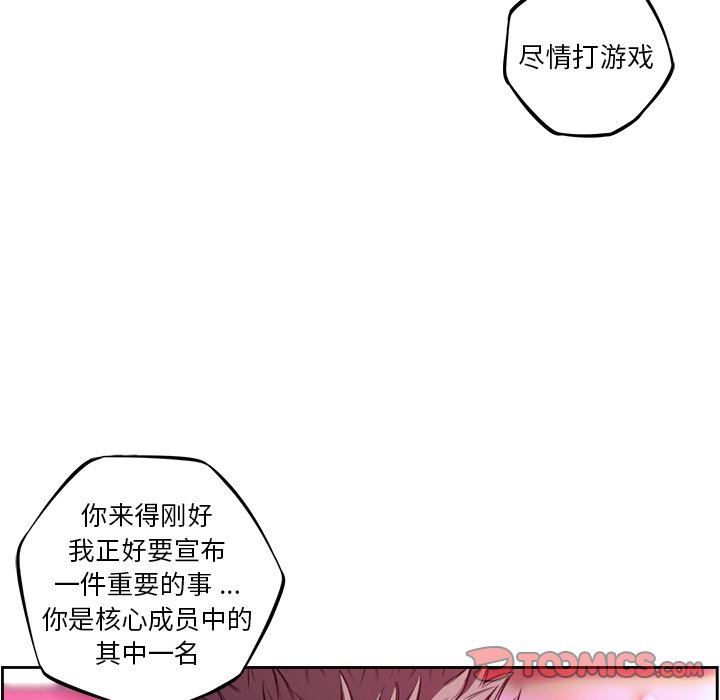 尽情打游戏
你来得刚好
我正好要宣布
一件重要的事...
你是核心成员中的
其中一名
DTOOMICS.COM